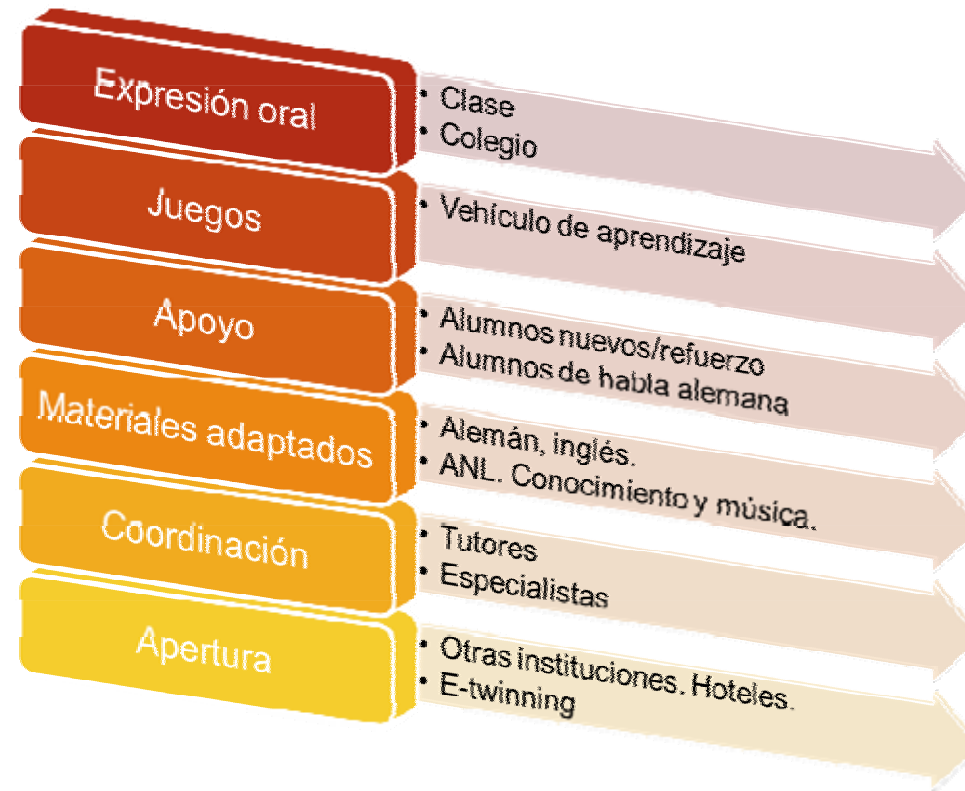 Expresión oral
• Clase
• Colegio
Juegos
• Vehículo de aprendizaje
Apoyo
• Alumnos nuevos/refuerzo
• Alumnos de habla alemana
Materiales adaptados
• Alemán, inglés.
• ANL. Conocimiento y música.
Coordinación
• Tutores
• Especialistas
Apertura
• Otras instituciones. Hoteles.
• E-twinning